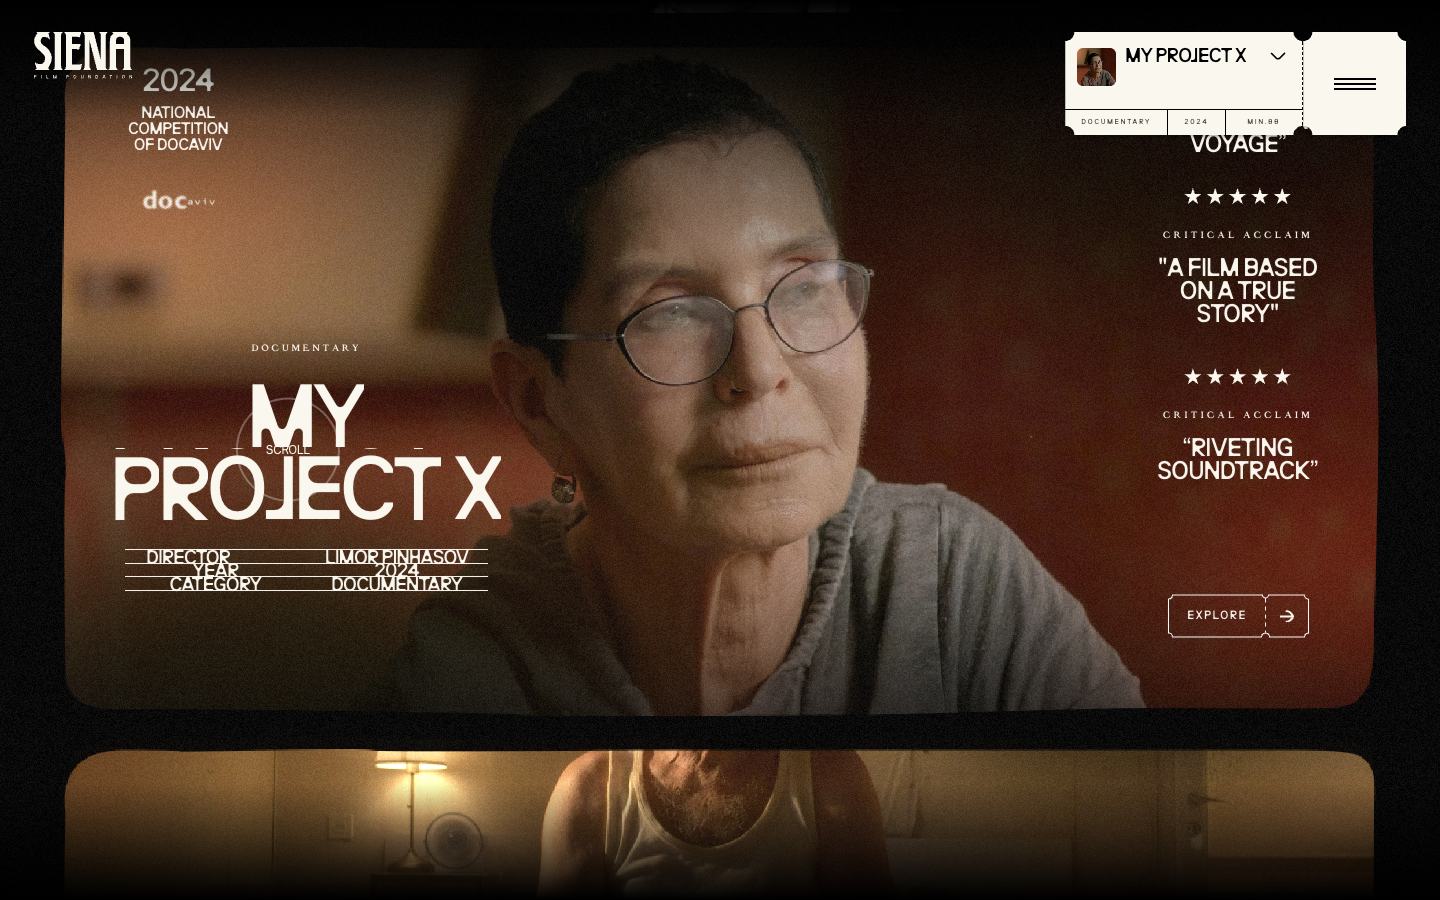 SIENA
FILM FOUNDATION
2024
NATIONAL
COMPETITION
OF DOCAVIV
docaviv
MY PROJECT X
DOCUMENTARY
2024
MIN.80
VOYAGE”
★★★★★
CRITICAL ACCLAIM
"A FILM BASED
ON A TRUE
STORY"
★★★★★
CRITICAL ACCLAIM
“RIVETING
SOUNDTRACK”
EXPLORE
DOCUMENTARY
MY
SCROLL
PROJECT X
DIRECTOR LIMOR PINHASOV
YEAR 2024
CATEGORY DOCUMENTARY